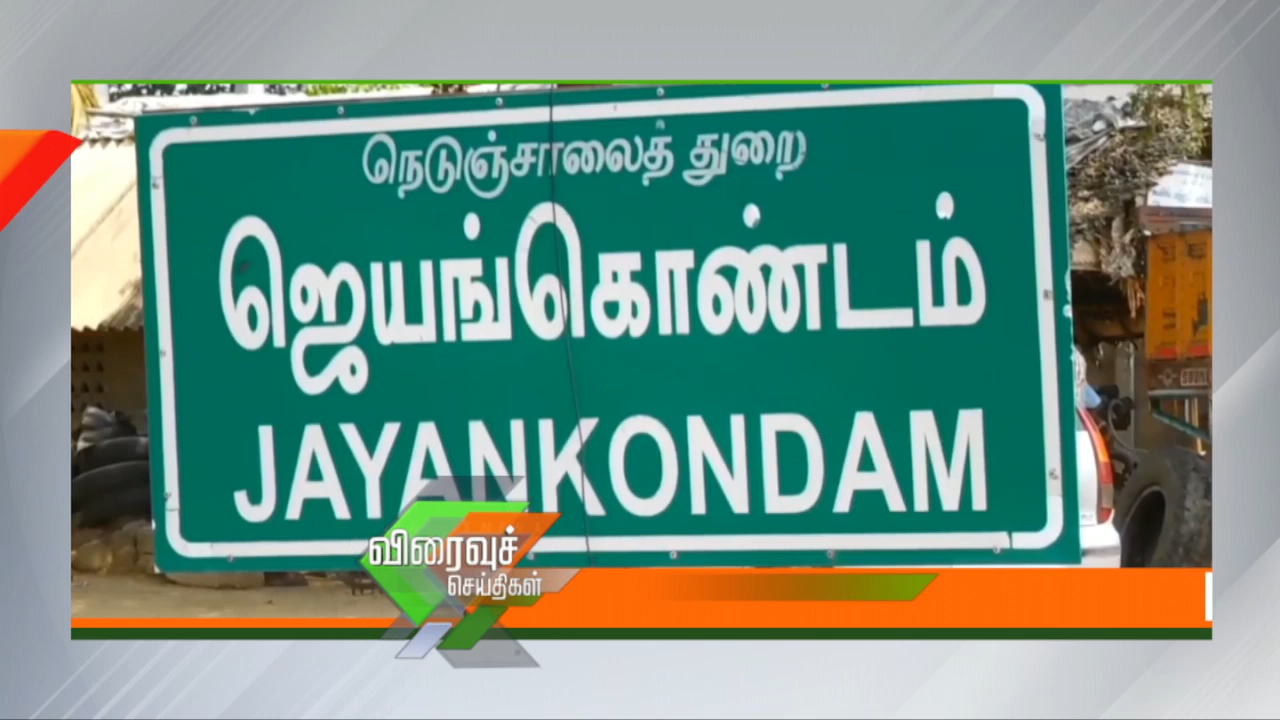 நெடுஞ்சாலைத் துறை
ஜெயங்கொண்டம்
JAYANKONDAM
விரைவுச்
செய்திகள்